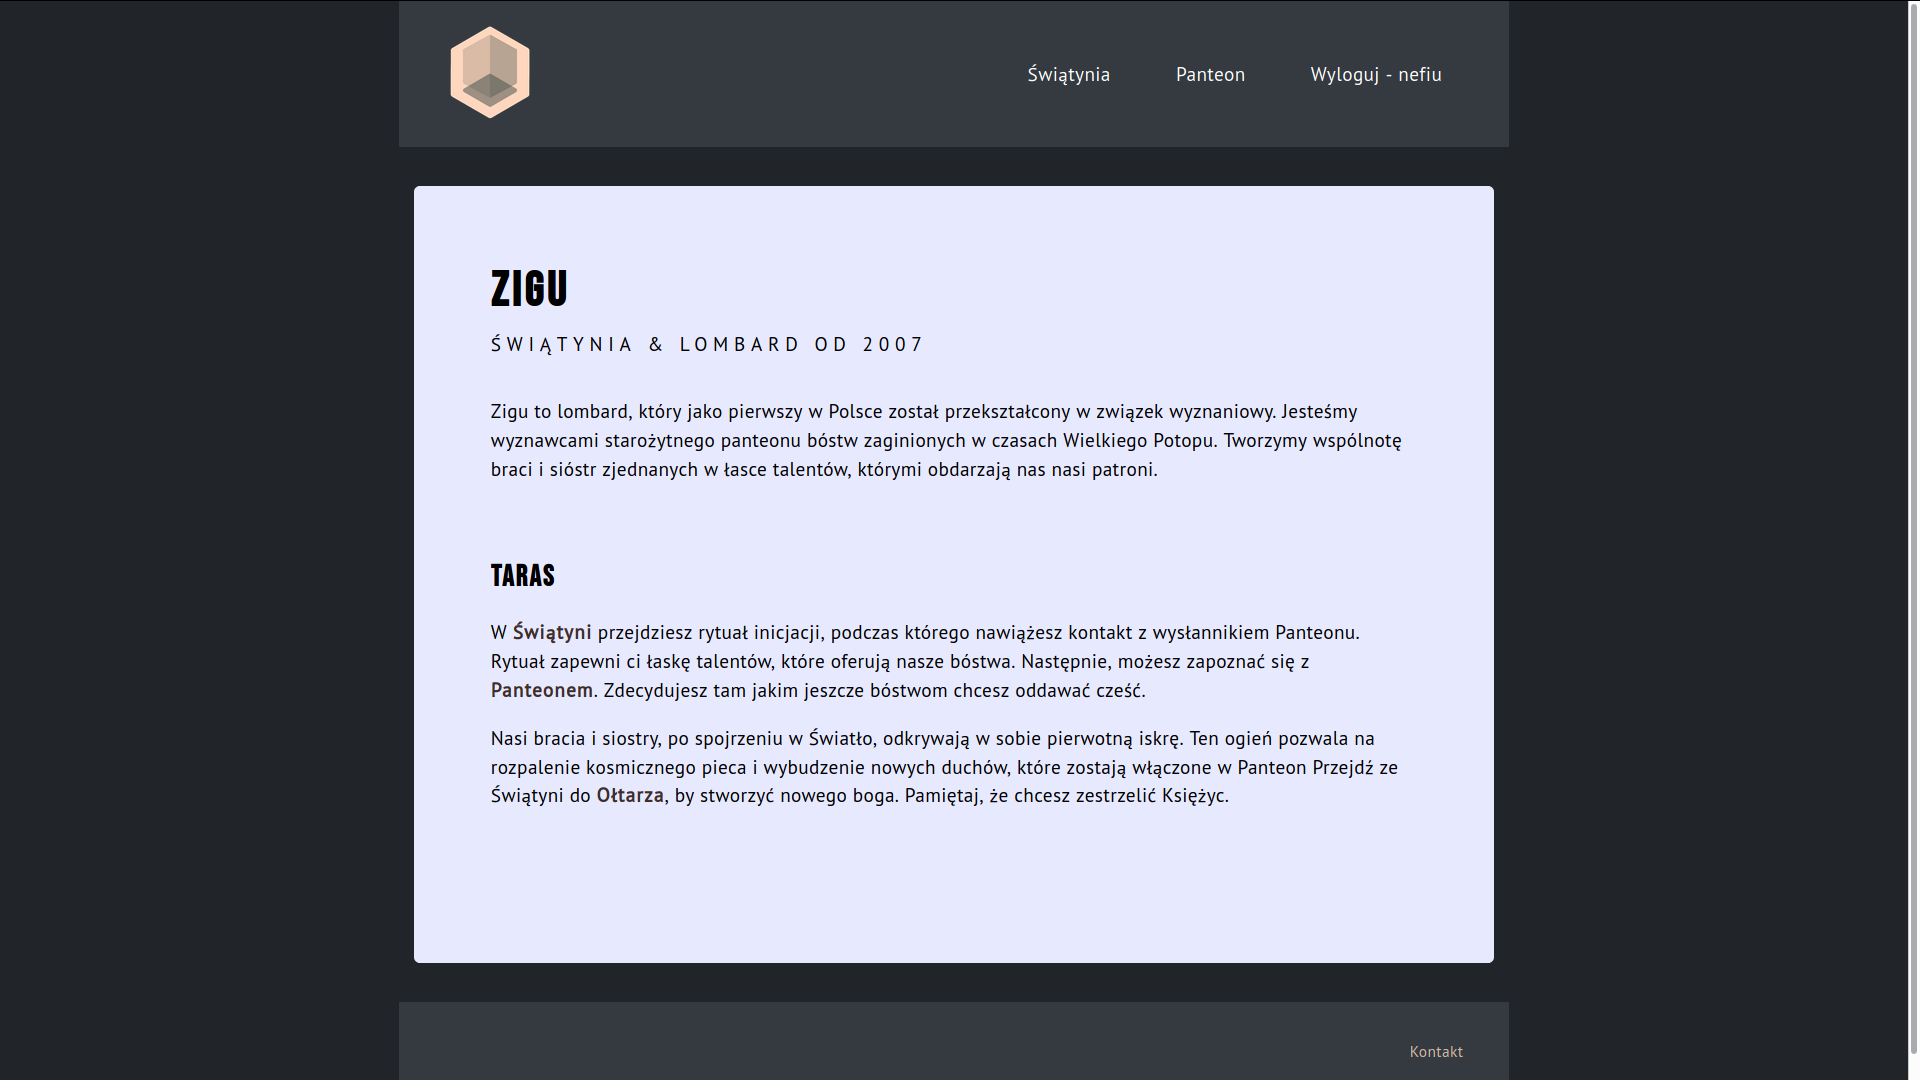 Świątynia
Panteon
Wyloguj - nefiu
ZIGU
ŚWIĄTYNIA & LOMBARD OD 2007
Zigu to lombard, który jako pierwszy w Polsce został przekształcony w związek wyznaniowy. Jesteśmy
wyznawcami starożytnego panteonu bóstw zaginionych w czasach Wielkiego Potopu. Tworzymy wspólnotę
braci i sióstr zjednanych w łasce talentów, którymi obdarzają nas nasi patroni.
TARAS
W Świątyni przejdziesz rytuał inicjacji, podczas którego nawiążesz kontakt z wysłannikiem Panteonu.
Rytuał zapewni ci łaskę talentów, które oferują nasze bóstwa. Następnie, możesz zapoznać się z
Panteonem. Zdecydujesz tam jakim jeszcze bóstwom chcesz oddawać cześć.
Nasi bracia i siostry, po spojrzeniu w Światło, odkrywają w sobie pierwotną iskrę. Ten ogień pozwala na
rozpalenie kosmicznego pieca i wybudzenie nowych duchów, które zostają włączone w Panteon Przejdź ze
Świątyni do Ołtarza, by stworzyć nowego boga. Pamiętaj, że chcesz zestrzelić Księżyc.
Kontakt